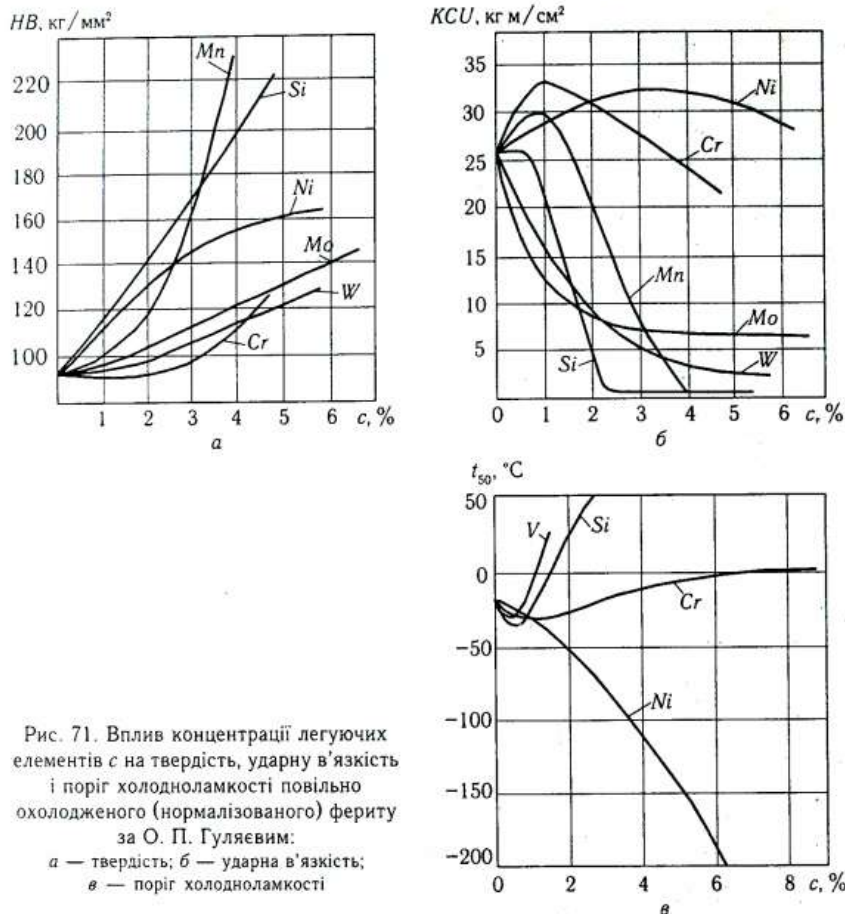 HB, кг/мм²
220
200
180
160
140
120
100
Mn
Si
Ni
Mo
W
Cr
1 2 3 4 5 6 c, %
а
KCU, кг м/см²
35
30
25
20
15
10
5
Ni
Cr
Mn
Mo
W
Si
0 1 2 3 4 5 6 c, %
б
t₅₀, °C
50
0
−50
−100
−150
−200
V
Si
Cr
Ni
0 2 4 6 8 c, %
в
Рис. 71. Вплив концентрації легуючих
елементів c на твердість, ударну в'язкість
і поріг холодноламкості повільно
охолодженого (нормалізованого) фериту
за О. П. Гуляєвим:
а — твердість; б — ударна в'язкість;
в — поріг холодноламкості